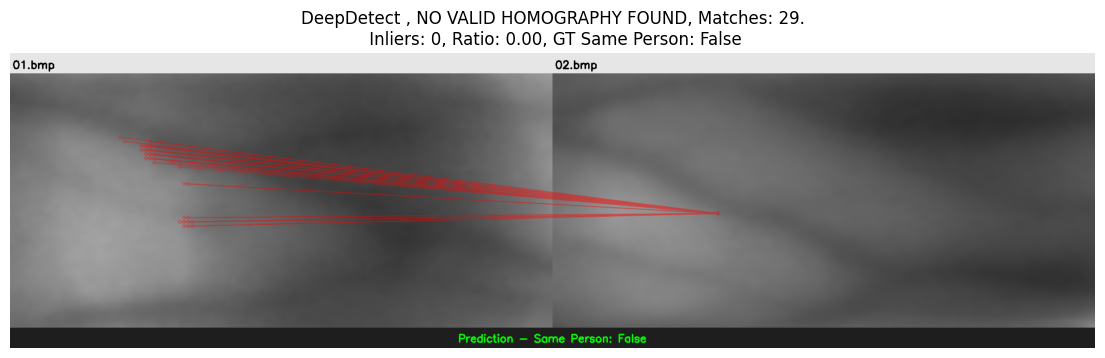 DeepDetect , NO VALID HOMOGRAPHY FOUND, Matches: 29.
Inliers: 0, Ratio: 0.00, GT Same Person: False
01.bmp
02.bmp
Prediction - Same Person: False